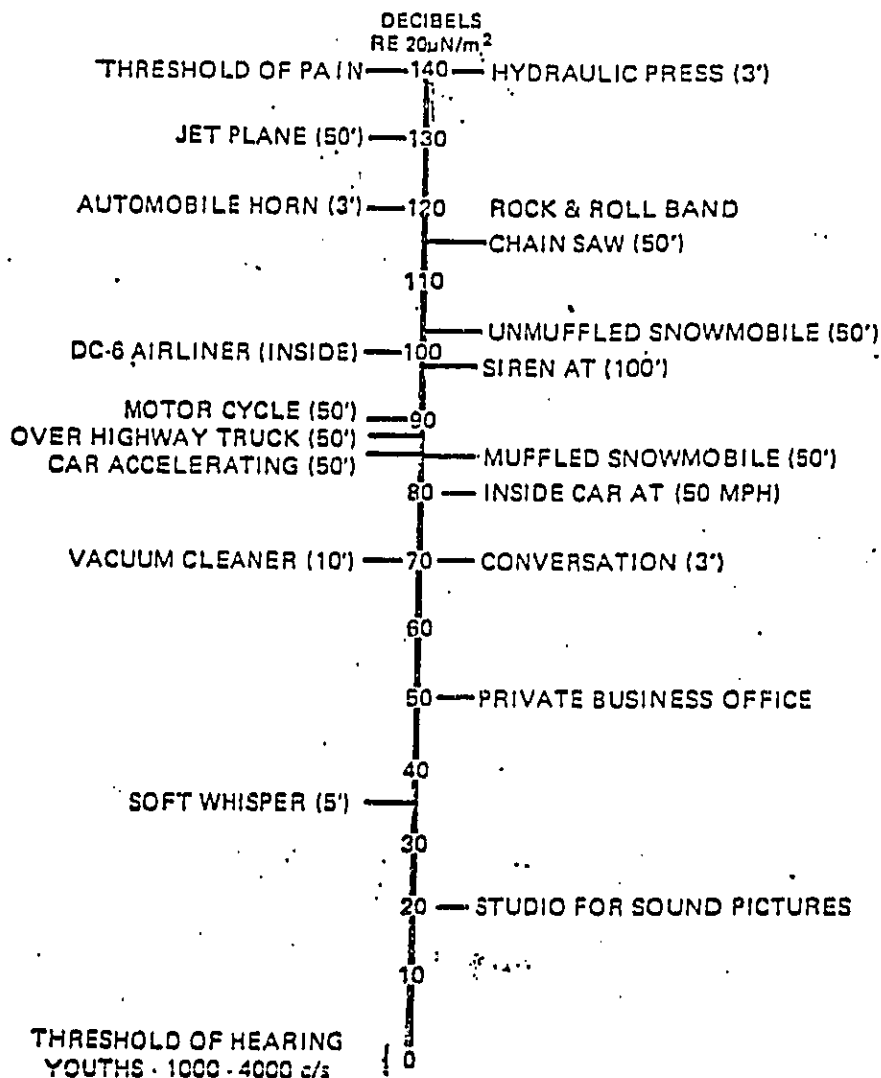 DECIBELS
RE 20µN/m²
THRESHOLD OF PAIN 140 HYDRAULIC PRESS (3')
JET PLANE (50') 130
AUTOMOBILE HORN (3') 120 ROCK & ROLL BAND
CHAIN SAW (50')
110
UNMUFFLED SNOWMOBILE (50')
DC-6 AIRLINER (INSIDE) 100
SIREN AT (100')
MOTOR CYCLE (50') 90
OVER HIGHWAY TRUCK (50')
CAR ACCELERATING (50') MUFFLED SNOWMOBILE (50')
80 INSIDE CAR AT (50 MPH)
VACUUM CLEANER (10') 70 CONVERSATION (3')
60
50 PRIVATE BUSINESS OFFICE
40
SOFT WHISPER (5')
30
20 STUDIO FOR SOUND PICTURES
10
THRESHOLD OF HEARING
YOUTHS - 1000 - 4000 c/s 0